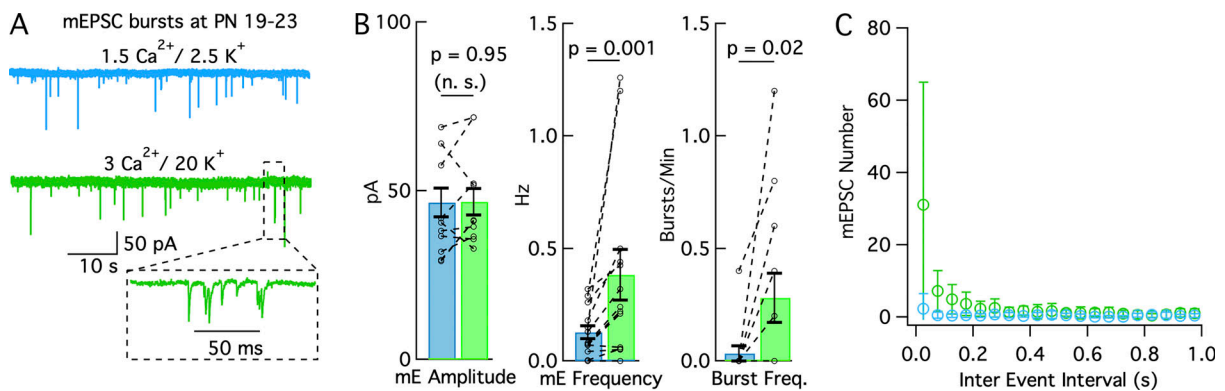 A
mEPSC bursts at PN 19-23
1.5 Ca²⁺/ 2.5 K⁺
3 Ca²⁺/ 20 K⁺
50 pA
10 s
50 ms
B
100
50
0
pA
p = 0.95
(n. s.)
mE Amplitude
1.5
1.0
0.5
0.0
Hz
p = 0.001
mE Frequency
1.5
1.0
0.5
0.0
Bursts/Min
p = 0.02
Burst Freq.
C
80
60
40
20
0
mEPSC Number
0.0 0.2 0.4 0.6 0.8 1.0
Inter Event Interval (s)